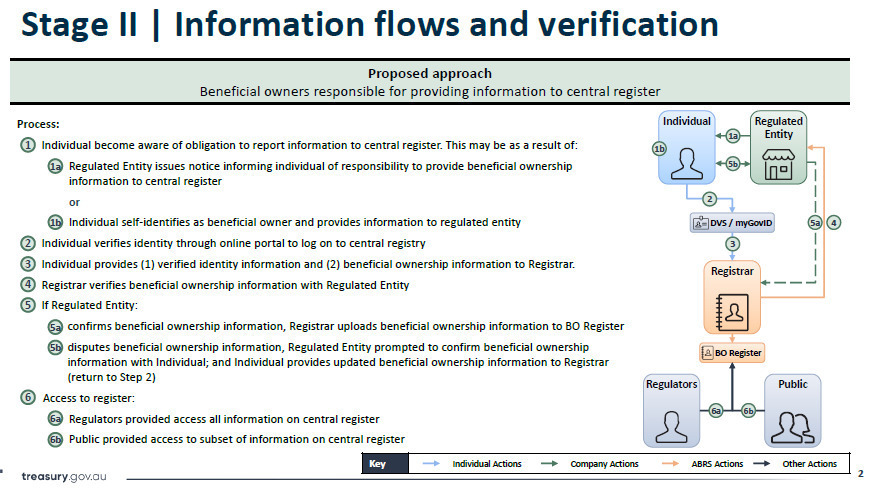 Stage II | Information flows and verification
Proposed approach
Beneficial owners responsible for providing information to central register
Process:
1 Individual become aware of obligation to report information to central register. This may be as a result of:
1a Regulated Entity issues notice informing individual of responsibility to provide beneficial ownership
information to central register
or
1b Individual self-identifies as beneficial owner and provides information to regulated entity
2 Individual verifies identity through online portal to log on to central registry
3 Individual provides (1) verified identity information and (2) beneficial ownership information to Registrar.
4 Registrar verifies beneficial ownership information with Regulated Entity
5 If Regulated Entity:
5a confirms beneficial ownership information, Registrar uploads beneficial ownership information to BO Register
5b disputes beneficial ownership information, Regulated Entity prompted to confirm beneficial ownership
information with Individual; and Individual provides updated beneficial ownership information to Registrar
(return to Step 2)
6 Access to register:
6a Regulators provided access all information on central register
6b Public provided access to subset of information on central register
Individual
Regulated
Entity
1a
1b
5b
2
DVS / myGovID
5a
4
3
Registrar
BO Register
Regulators
Public
6a
6b
Key
Individual Actions
Company Actions
ABRS Actions
Other Actions
treasury.gov.au
2